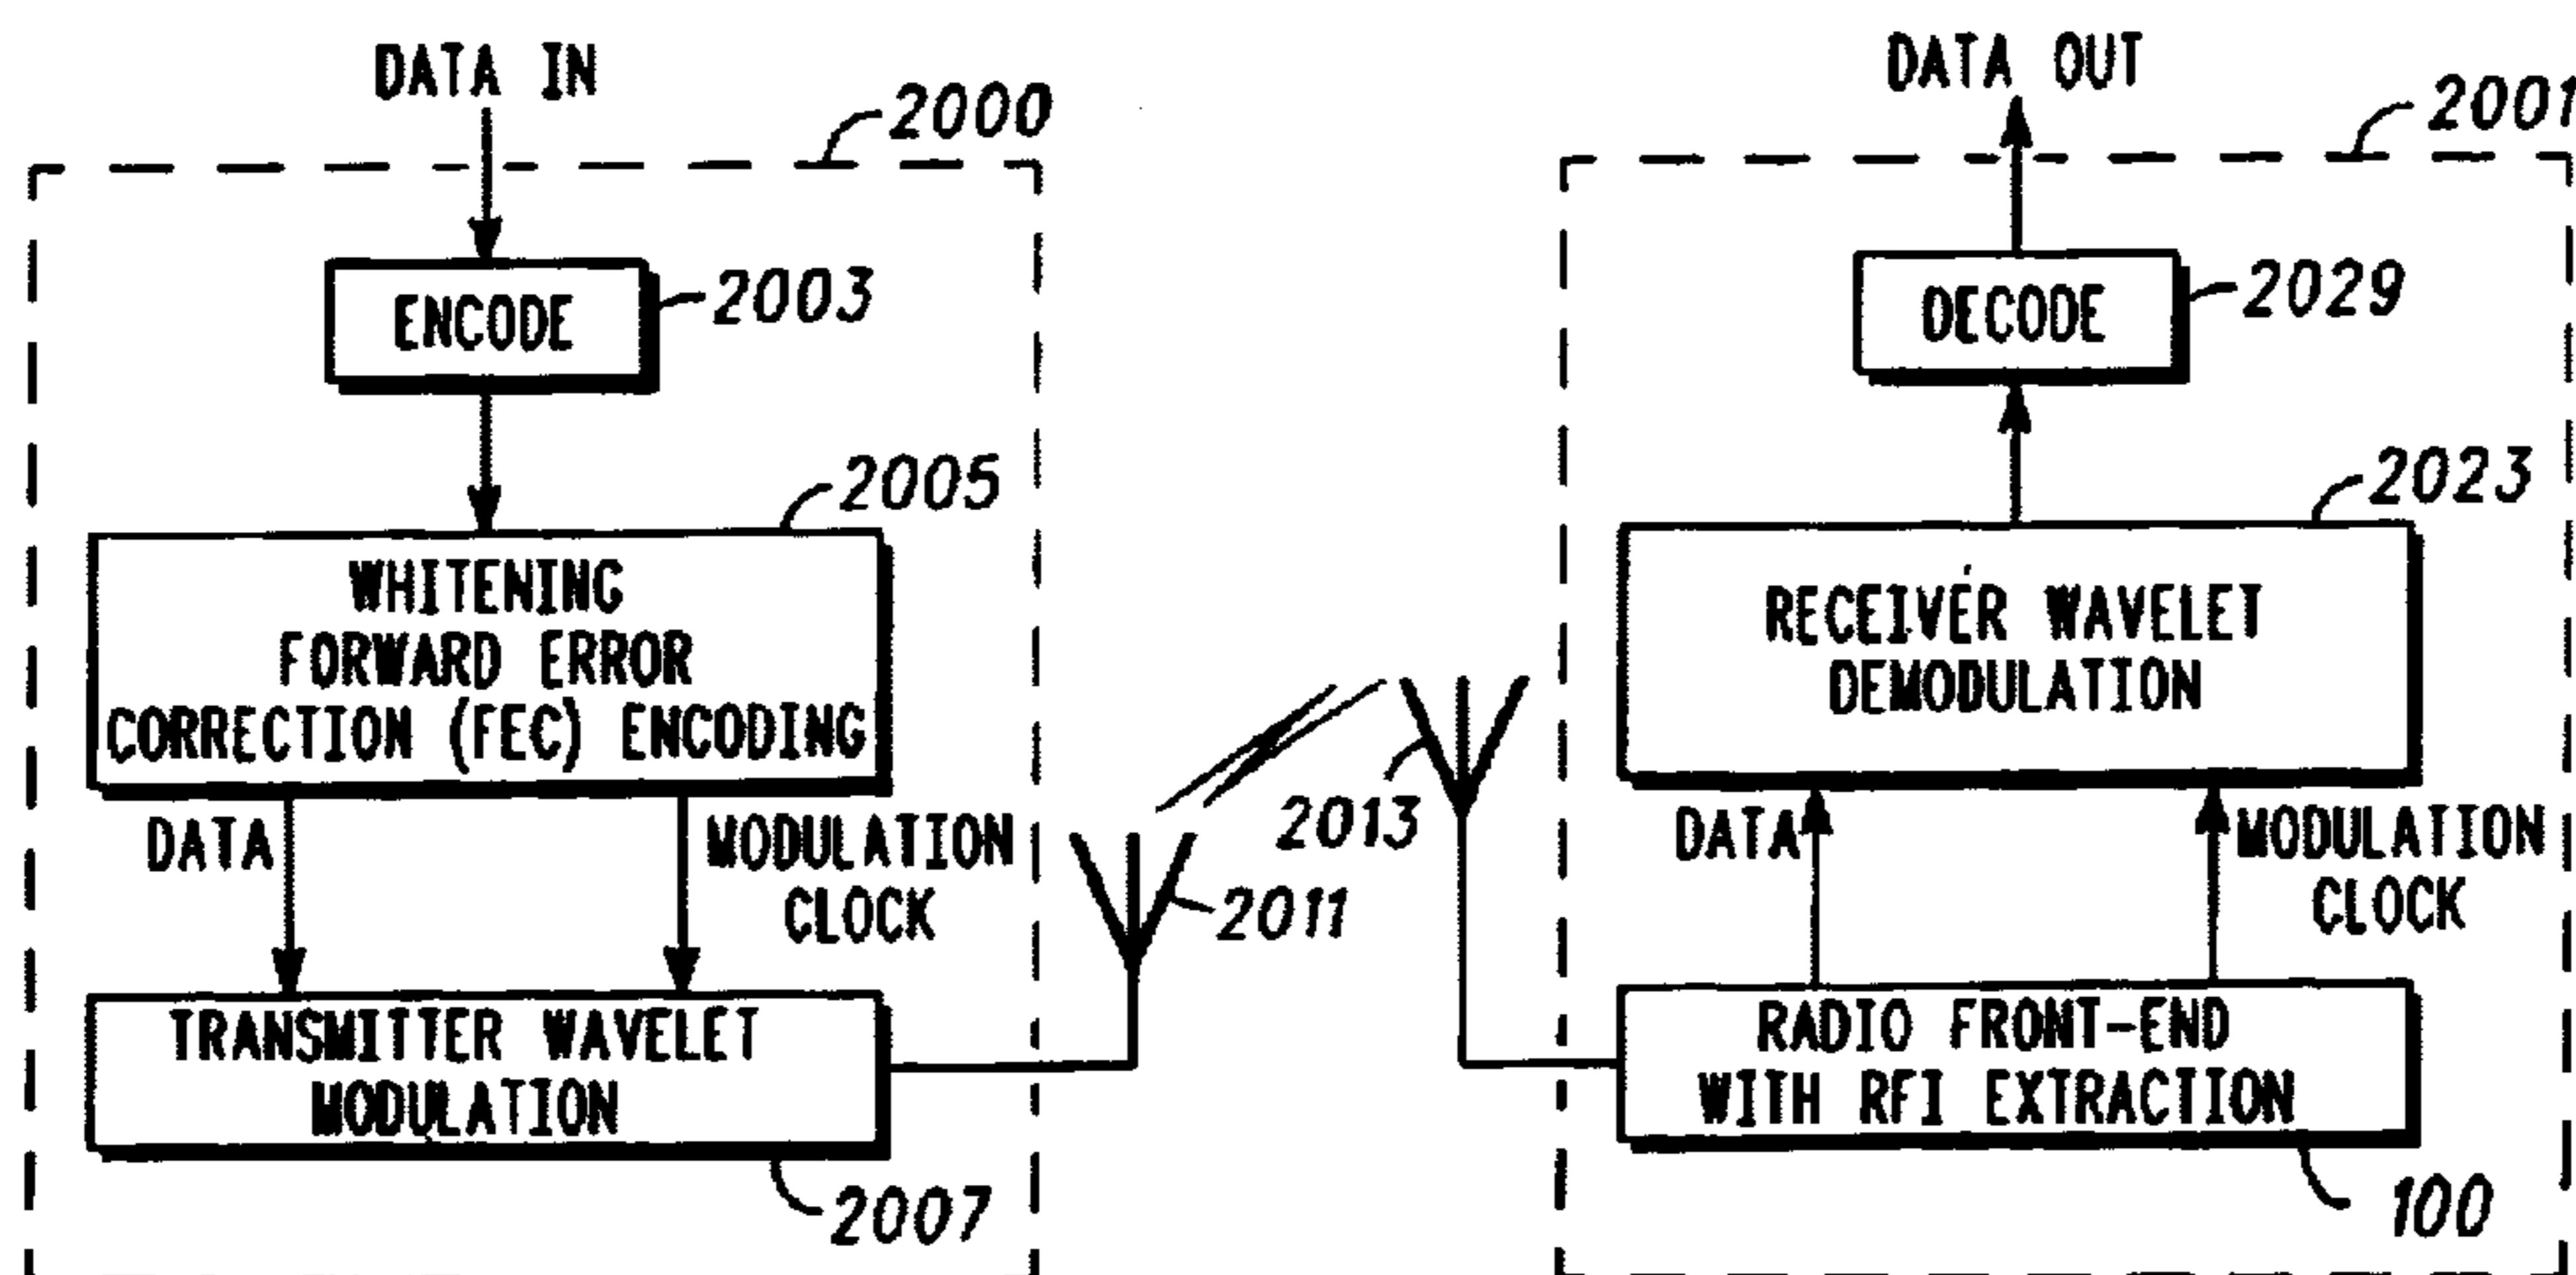 DATA IN
2000
ENCODE
2003
2005
WHITENING
FORWARD ERROR
CORRECTION (FEC) ENCODING
DATA
MODULATION
CLOCK
TRANSMITTER WAVELET
MODULATION
2007
2011
2013
DATA OUT
2001
DECODE
2029
2023
RECEIVER WAVELET
DEMODULATION
DATA
MODULATION
CLOCK
RADIO FRONT-END
WITH RFI EXTRACTION
100